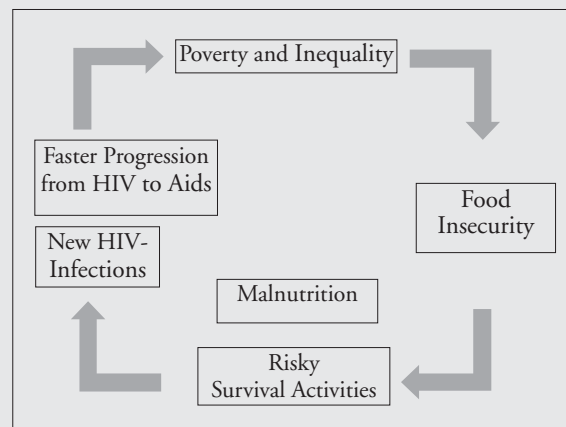 Poverty and Inequality
Faster Progression
from HIV to Aids
Food
Insecurity
New HIV-
Infections
Malnutrition
Risky
Survival Activities